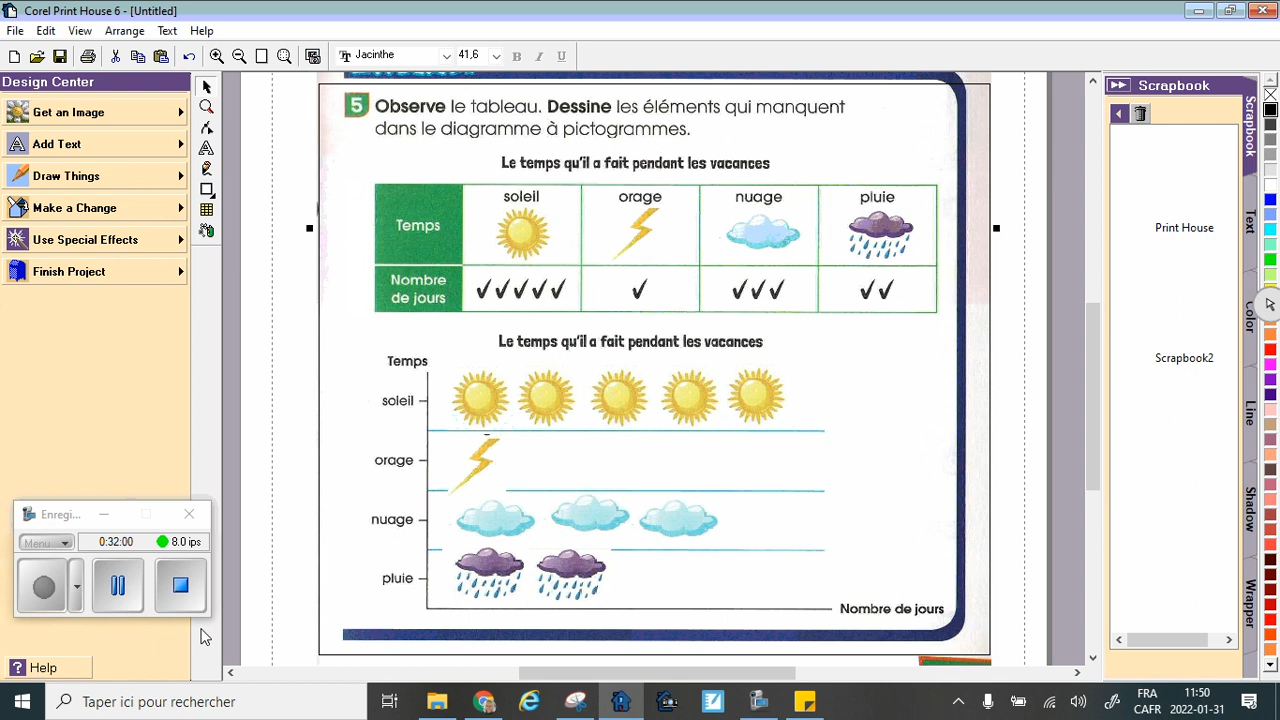 Corel Print House 6 - [Untitled]
File Edit View Arrange Text Help
Jacinthe 41,6 B I U
Design Center
Get an Image
Add Text
Draw Things
Make a Change
Use Special Effects
Finish Project
5 Observe le tableau. Dessine les éléments qui manquent
dans le diagramme à pictogrammes.
Le temps qu'il a fait pendant les vacances
Temps soleil orage nuage pluie
Nombre
de jours
Le temps qu'il a fait pendant les vacances
Temps
soleil
orage
nuage
pluie
Nombre de jours
Enregi...
Menu 0:32:00 8.0 ips
Help
Scrapbook
Print House
Scrapbook2
Scrapbook
Text
Color
Line
Shadow
Wrapper
Taper ici pour rechercher
FRA
CAFR
11:50
2022-01-31